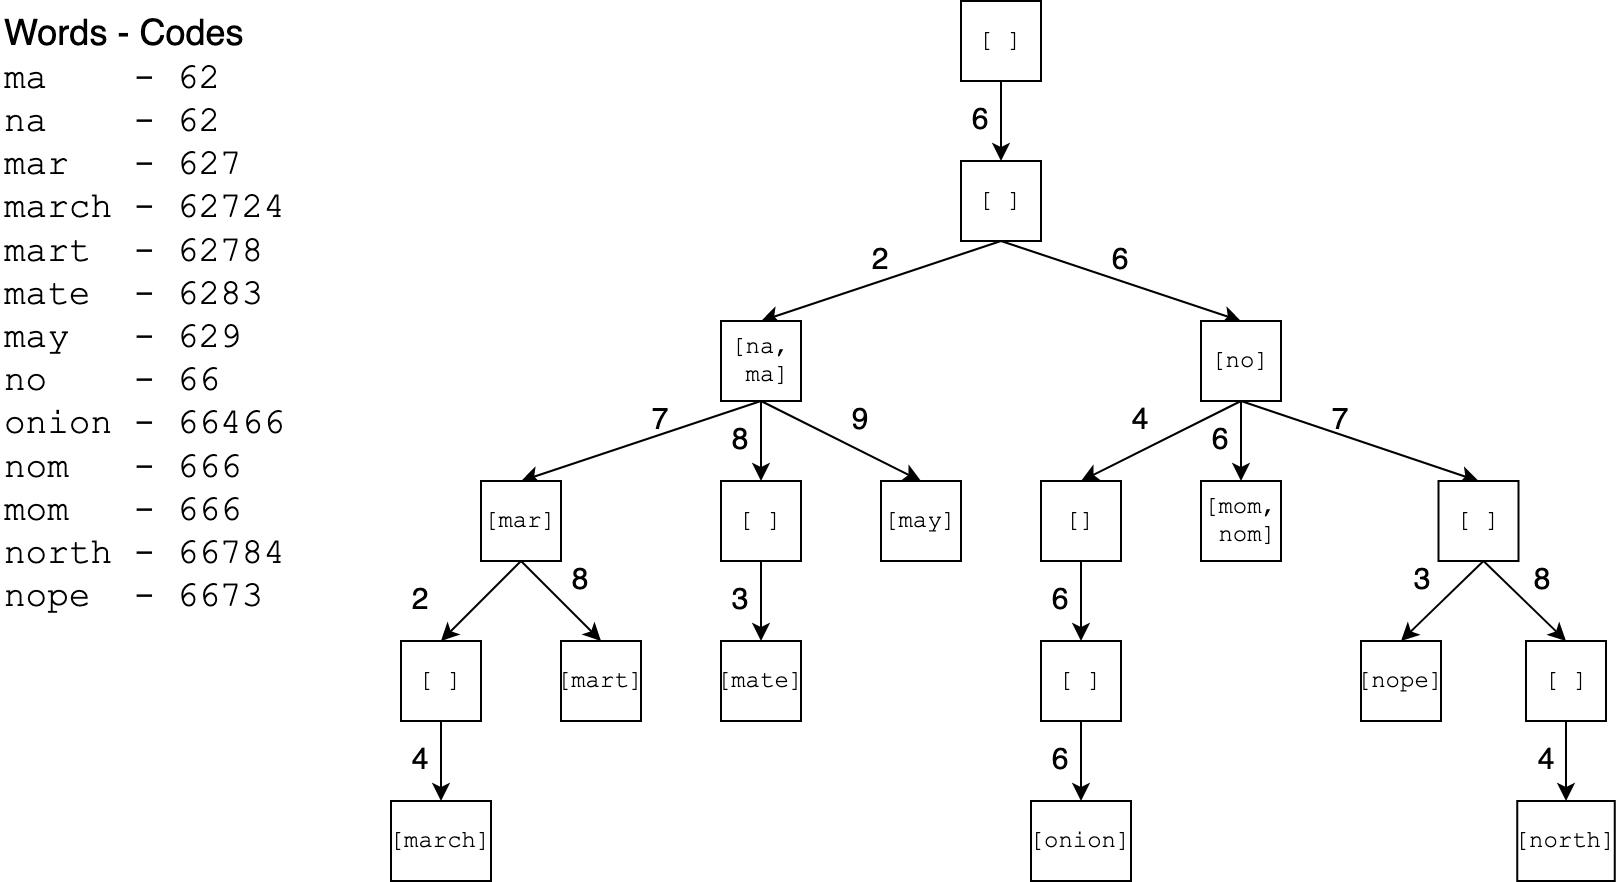 Words - Codes
ma - 62
na - 62
mar - 627
march - 62724
mart - 6278
mate - 6283
may - 629
no - 66
onion - 66466
nom - 666
mom - 666
north - 66784
nope - 6673
[ ]
6
[ ]
2 6
[na,
ma]
[no]
7 8 9 4 6 7
[mar] [ ] [may] [] [mom,
nom] [ ]
2 8 3 6 3 8
[ ] [mart] [mate] [ ] [nope] [ ]
4 6 4
[march] [onion] [north]